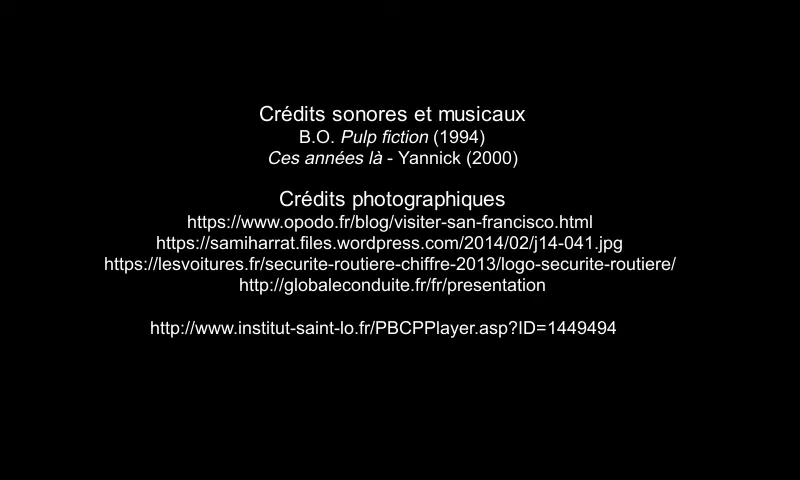 Crédits sonores et musicaux
B.O. Pulp fiction (1994)
Ces années là - Yannick (2000)
Crédits photographiques
https://www.opodo.fr/blog/visiter-san-francisco.html
https://samiharrat.files.wordpress.com/2014/02/j14-041.jpg
https://lesvoitures.fr/securite-routiere-chiffre-2013/logo-securite-routiere/
http://globaleconduite.fr/fr/presentation
http://www.institut-saint-lo.fr/PBCPPlayer.asp?ID=1449494